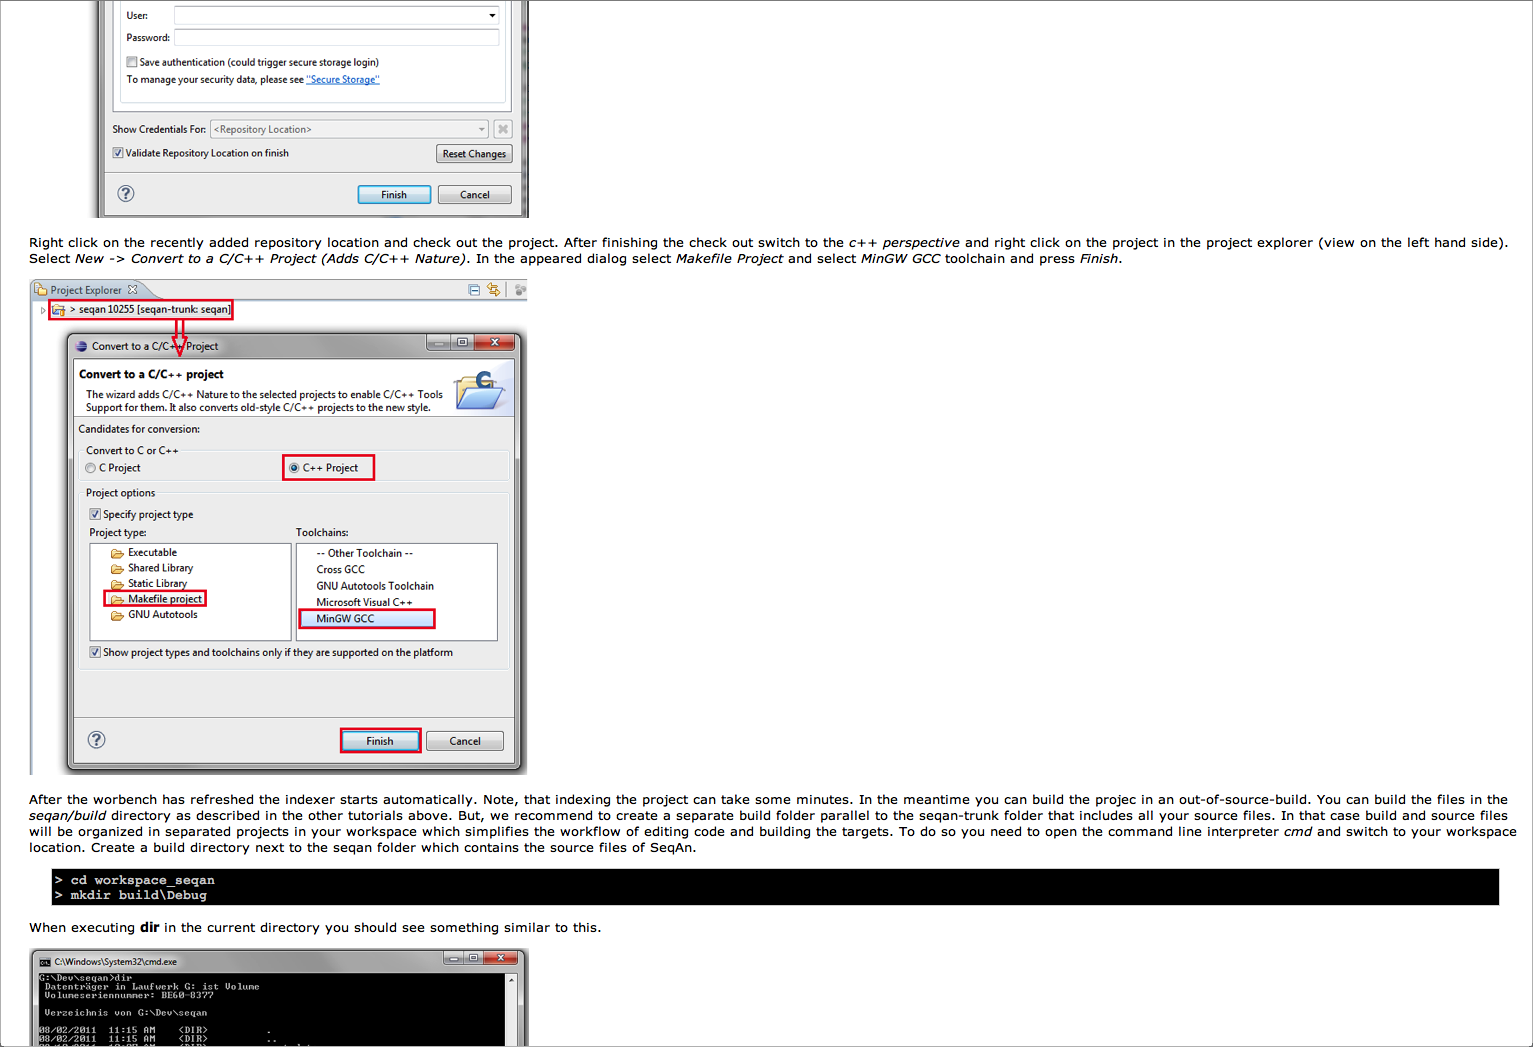 User:
Password:
Save authentication (could trigger secure storage login)
To manage your security data, please see "Secure Storage"
Show Credentials For: <Repository Location>
Validate Repository Location on finish
Reset Changes
Finish Cancel
Right click on the recently added repository location and check out the project. After finishing the check out switch to the c++ perspective and right click on the project in the project explorer (view on the left hand side).
Select New -> Convert to a C/C++ Project (Adds C/C++ Nature). In the appeared dialog select Makefile Project and select MinGW GCC toolchain and press Finish.
Project Explorer
> seqan 10255 [seqan-trunk: seqan]
Convert to a C/C++ Project
Convert to a C/C++ project
The wizard adds C/C++ Nature to the selected projects to enable C/C++ Tools
Support for them. It also converts old-style C/C++ projects to the new style.
Candidates for conversion:
Convert to C or C++
C Project C++ Project
Project options
Specify project type
Project type: Toolchains:
Executable
Shared Library
Static Library
Makefile project
GNU Autotools
-- Other Toolchain --
Cross GCC
GNU Autotools Toolchain
Microsoft Visual C++
MinGW GCC
Show project types and toolchains only if they are supported on the platform
Finish Cancel
After the worbench has refreshed the indexer starts automatically. Note, that indexing the project can take some minutes. In the meantime you can build the projec in an out-of-source-build. You can build the files in the
seqan/build directory as described in the other tutorials above. But, we recommend to create a separate build folder parallel to the seqan-trunk folder that includes all your source files. In that case build and source files
will be organized in separated projects in your workspace which simplifies the workflow of editing code and building the targets. To do so you need to open the command line interpreter cmd and switch to your workspace
location. Create a build directory next to the seqan folder which contains the source files of SeqAn.
> cd workspace_seqan
> mkdir build\Debug
When executing dir in the current directory you should see something similar to this.
C:\Windows\System32\cmd.exe
G:\Dev\seqan>dir
Datenträger in Laufwerk G: ist Volume
Volumeseriennummer: BE60-8377
Verzeichnis von G:\Dev\seqan
08/02/2011 11:15 AM <DIR> .
08/02/2011 11:15 AM <DIR> ..